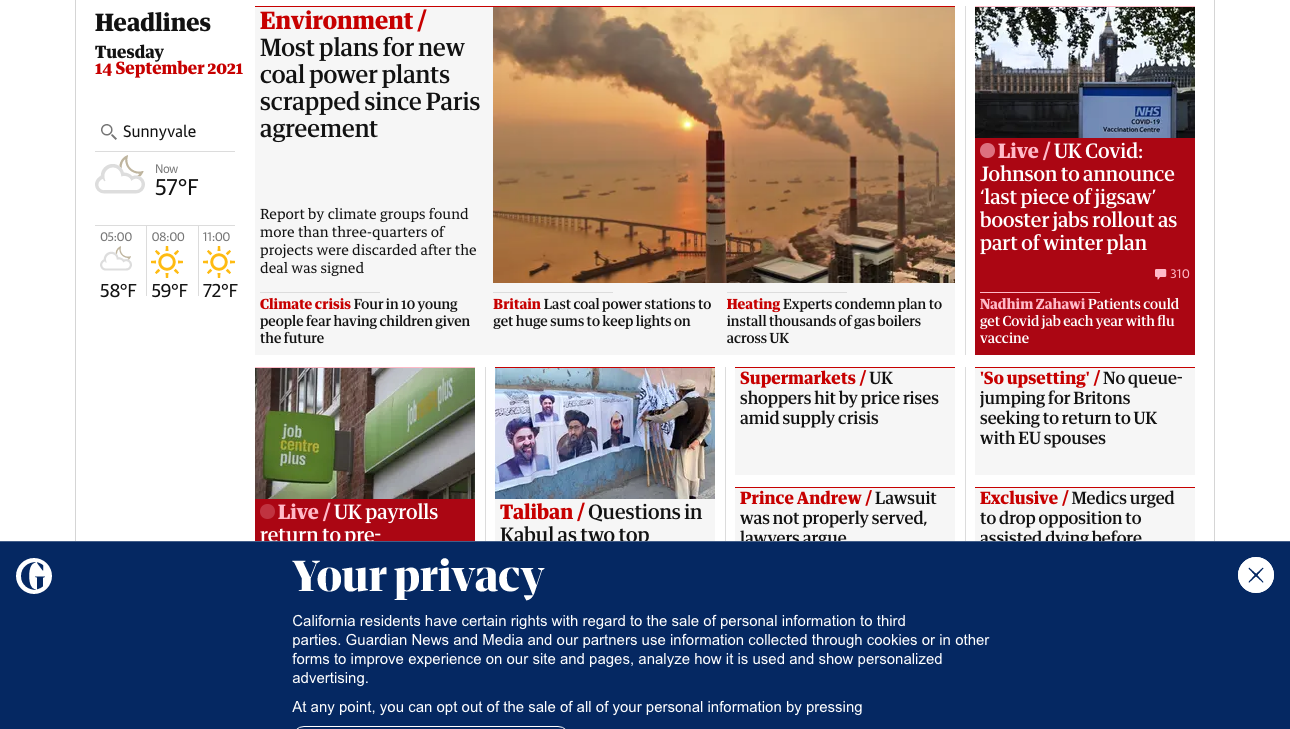 Headlines
Tuesday
14 September 2021
Sunnyvale
Now
57°F
05:00 08:00 11:00
58°F 59°F 72°F
Environment /
Most plans for new
coal power plants
scrapped since Paris
agreement
Report by climate groups found
more than three-quarters of
projects were discarded after the
deal was signed
Climate crisis Four in 10 young
people fear having children given
the future
Britain Last coal power stations to
get huge sums to keep lights on
Heating Experts condemn plan to
install thousands of gas boilers
across UK
NHS
COVID-19
Vaccination Centre
Live / UK Covid:
Johnson to announce
‘last piece of jigsaw’
booster jabs rollout as
part of winter plan
310
Nadhim Zahawi Patients could
get Covid jab each year with flu
vaccine
job
centre
plus
jobcentre plus
Live / UK payrolls
return to pre-
Taliban / Questions in
Kabul as two top
Supermarkets / UK
shoppers hit by price rises
amid supply crisis
'So upsetting' / No queue-
jumping for Britons
seeking to return to UK
with EU spouses
Prince Andrew / Lawsuit
was not properly served,
lawyers argue
Exclusive / Medics urged
to drop opposition to
assisted dying before
Your privacy
California residents have certain rights with regard to the sale of personal information to third
parties. Guardian News and Media and our partners use information collected through cookies or in other
forms to improve experience on our site and pages, analyze how it is used and show personalized
advertising.
At any point, you can opt out of the sale of all of your personal information by pressing